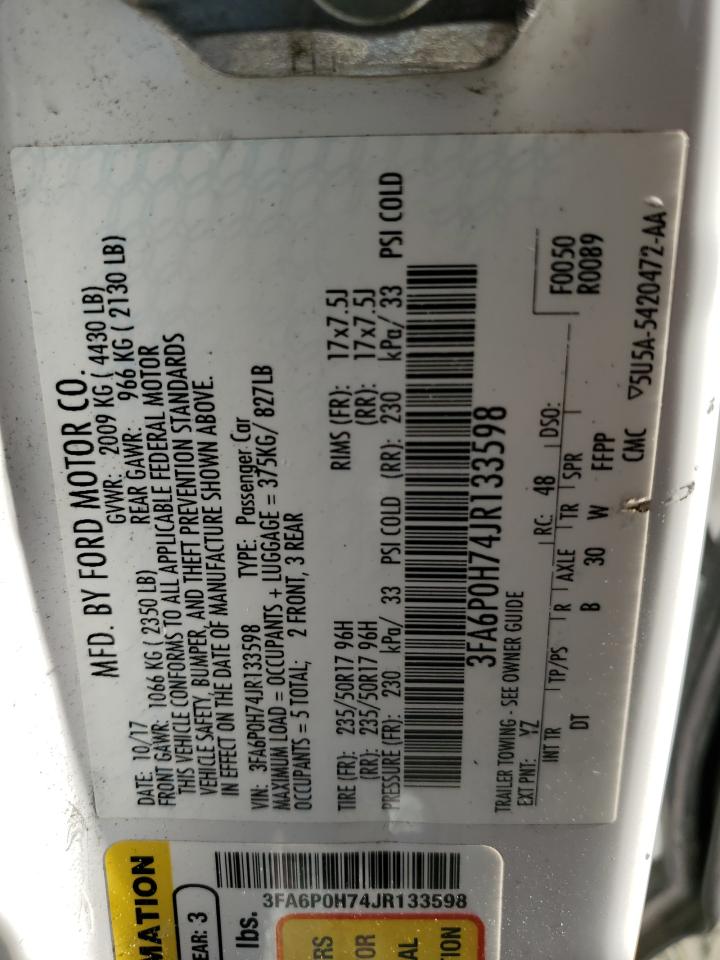 MFD. BY FORD MOTOR CO.
DATE: 10/17 GVWR: 2009 KG ( 4430 LB)
FRONT GAWR: 1066 KG ( 2350 LB) REAR GAWR: 966 KG ( 2130 LB)
THIS VEHICLE CONFORMS TO ALL APPLICABLE FEDERAL MOTOR
VEHICLE SAFETY, BUMPER, AND THEFT PREVENTION STANDARDS
IN EFFECT ON THE DATE OF MANUFACTURE SHOWN ABOVE.
VIN: 3FA6P0H74JR133598 TYPE: Passenger Car
MAXIMUM LOAD = OCCUPANTS + LUGGAGE = 375KG/ 827LB
OCCUPANTS = 5 TOTAL; 2 FRONT, 3 REAR
TIRE (FR): 235/50R17 96H RIMS (FR): 17x7.5J
(RR): 235/50R17 96H (RR): 17x7.5J
PRESSURE (FR): 230 kPa/ 33 PSI COLD (RR): 230 kPa/ 33 PSI COLD
3FA6P0H74JR133598
TRAILER TOWING - SEE OWNER GUIDE
EXT PNT: YZ RC: 48 DSO: F0050
R0089
INT TR TP/PS R AXLE TR SPR
DT B 30 W FFPP
CMC ▽5U5A-5420472-AA
MATION
EAR: 3
lbs.
3FA6P0H74JR133598
RS
OR
AL
TION